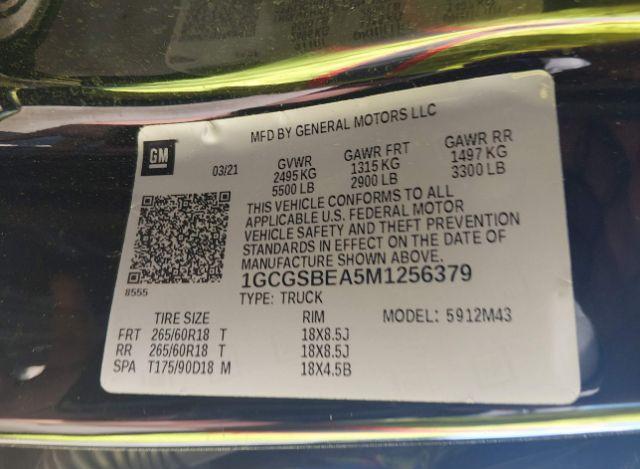 MFD BY GENERAL MOTORS LLC
GM
03/21
GVWR GAWR FRT GAWR RR
2495 KG 1315 KG 1497 KG
5500 LB 2900 LB 3300 LB
THIS VEHICLE CONFORMS TO ALL
APPLICABLE U.S. FEDERAL MOTOR
VEHICLE SAFETY AND THEFT PREVENTION
STANDARDS IN EFFECT ON THE DATE OF
MANUFACTURE SHOWN ABOVE.
8555
1GCGSBEA5M1256379
TYPE: TRUCK
TIRE SIZE RIM MODEL: 5912M43
FRT 265/60R18 T 18X8.5J
RR 265/60R18 T 18X8.5J
SPA T175/90D18 M 18X4.5B